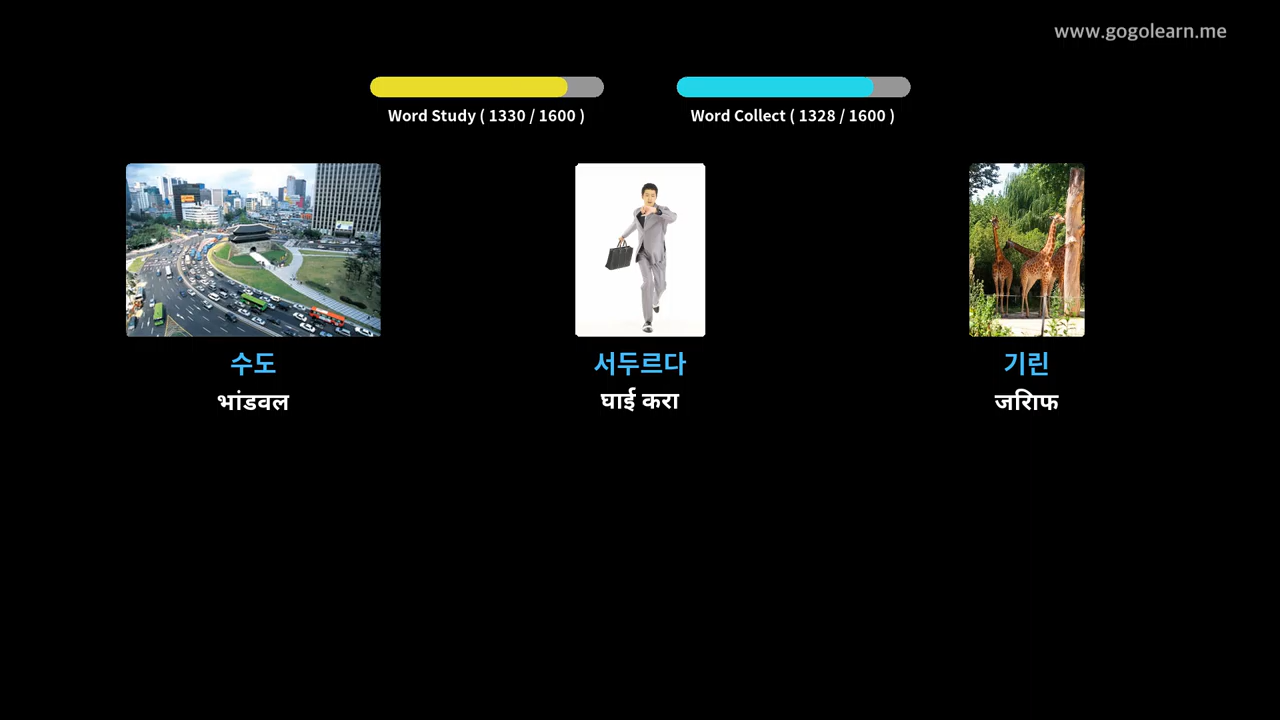 www.gogolearn.me
Word Study ( 1330 / 1600 )
Word Collect ( 1328 / 1600 )
수도
서두르다
기린
भांडवल
घाई करा
जिराफ